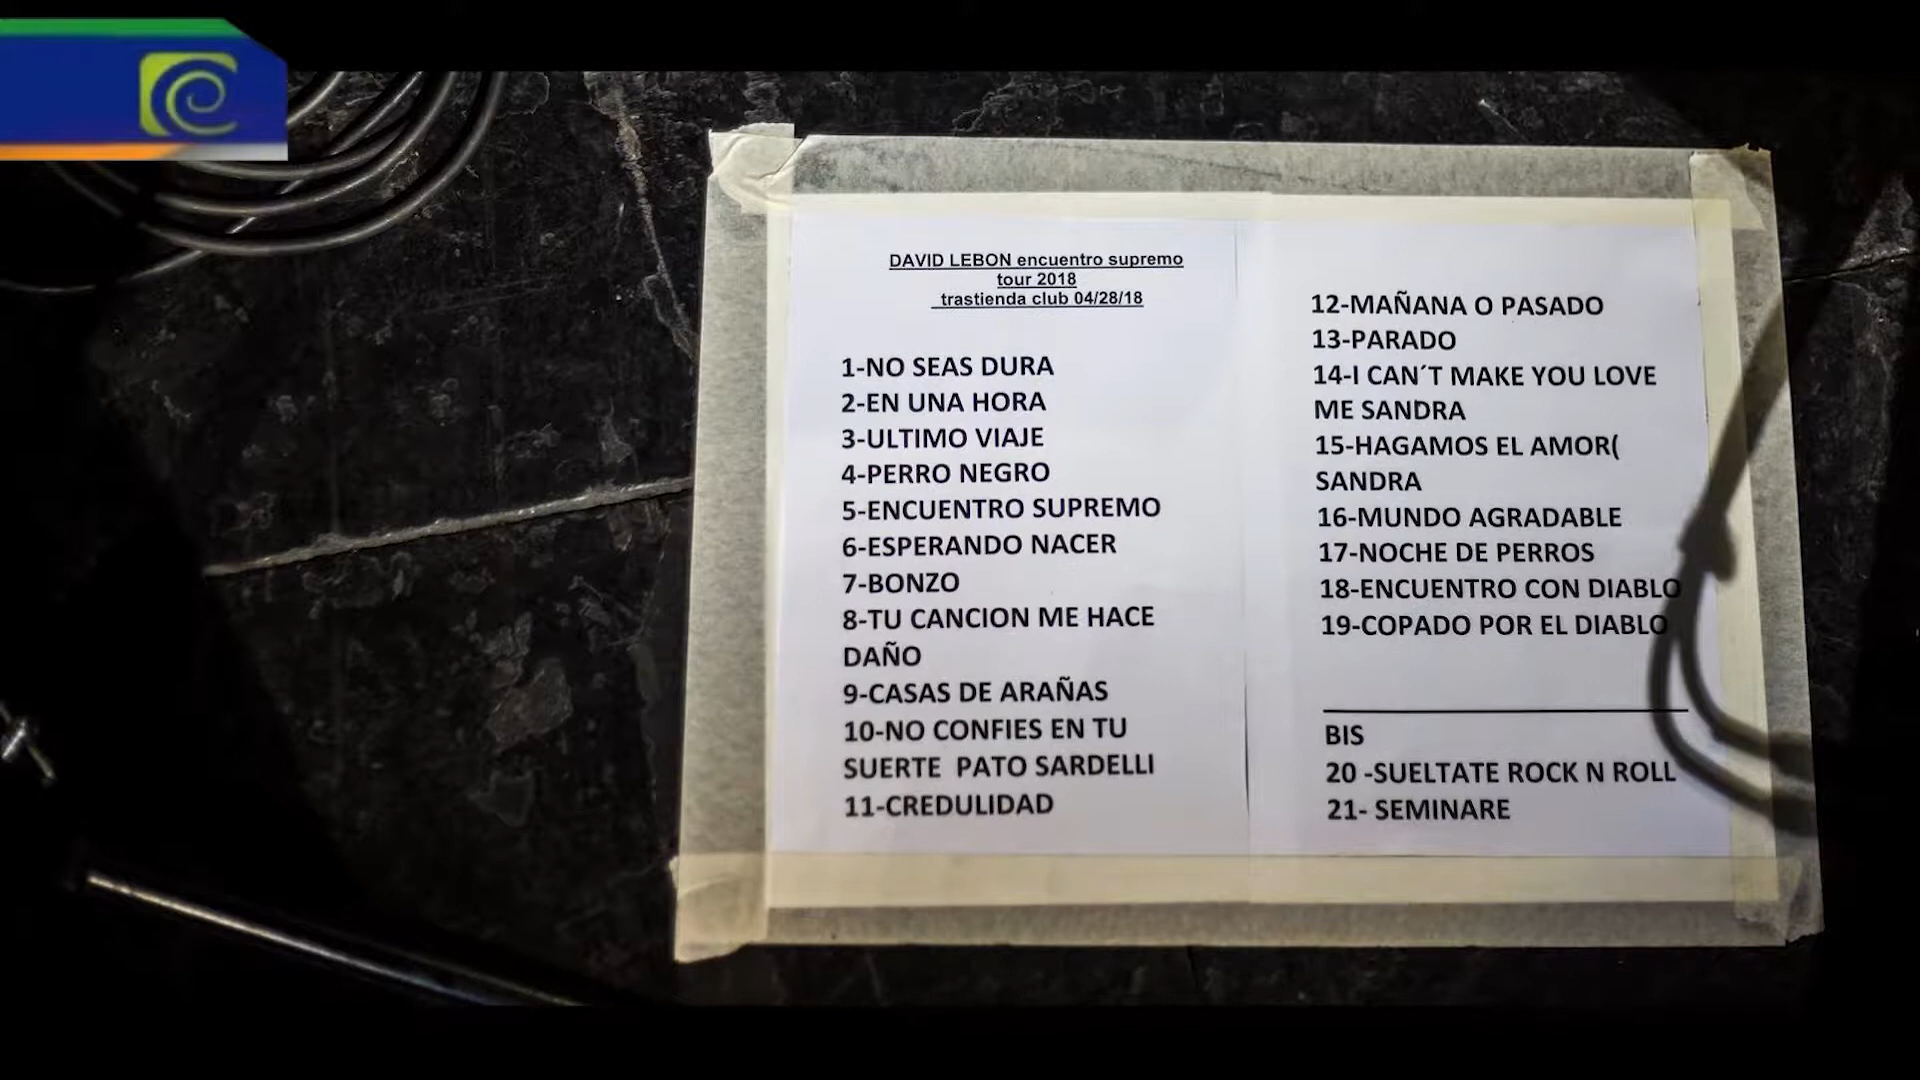 DAVID LEBON encuentro supremo
tour 2018
trastienda club 04/28/18
1-NO SEAS DURA
2-EN UNA HORA
3-ULTIMO VIAJE
4-PERRO NEGRO
5-ENCUENTRO SUPREMO
6-ESPERANDO NACER
7-BONZO
8-TU CANCION ME HACE
DAÑO
9-CASAS DE ARAÑAS
10-NO CONFIES EN TU
SUERTE  PATO SARDELLI
11-CREDULIDAD
12-MAÑANA O PASADO
13-PARADO
14-I CAN´T MAKE YOU LOVE
ME SANDRA
15-HAGAMOS EL AMOR(
SANDRA
16-MUNDO AGRADABLE
17-NOCHE DE PERROS
18-ENCUENTRO CON DIABLO
19-COPADO POR EL DIABLO
BIS
20 -SUELTATE ROCK N ROLL
21- SEMINARE